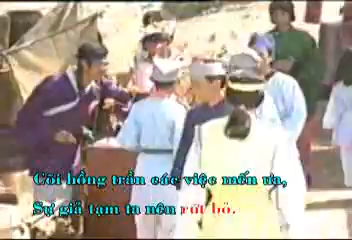 Cõi hồng trần các việc mến ưa,
Sự giả tạm ta nên rứt bỏ.